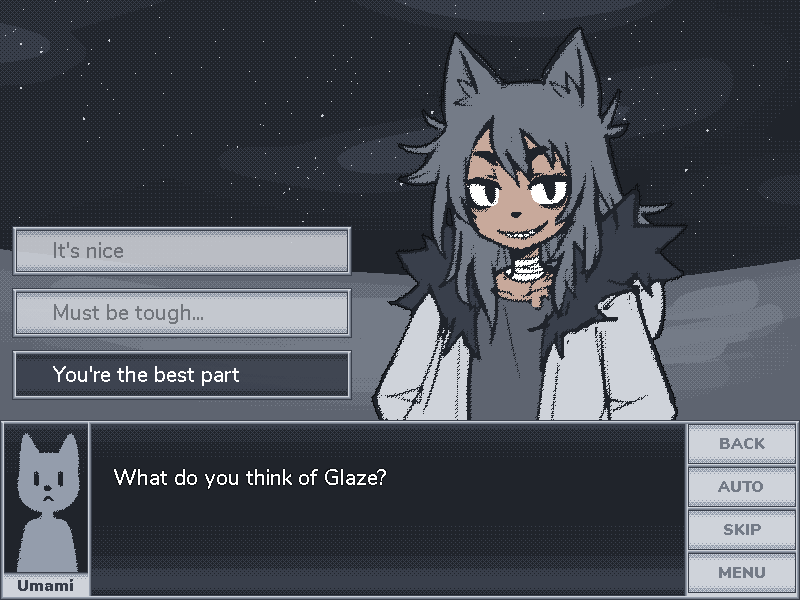 It's nice
Must be tough...
You're the best part
What do you think of Glaze?
Umami
BACK
AUTO
SKIP
MENU